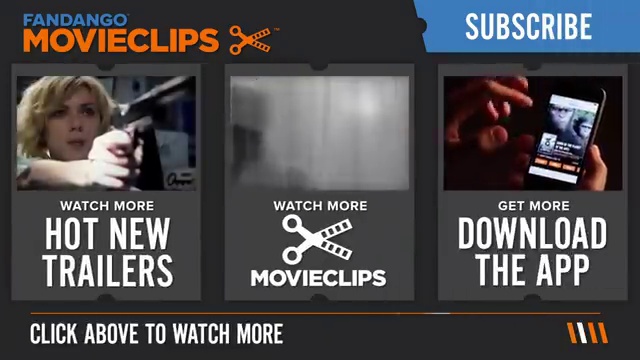 FANDANGO
MOVIECLIPS
SUBSCRIBE
WATCH MORE
HOT NEW
TRAILERS
WATCH MORE
MOVIECLIPS
GET MORE
DOWNLOAD
THE APP
CLICK ABOVE TO WATCH MORE